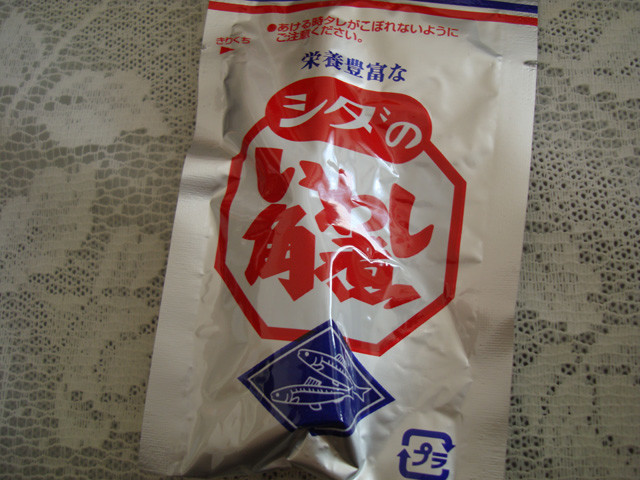 ●あける時タレがこぼれないように
ご注意ください。
きりくち
栄養豊富な
シダの
いわし
角煮
プラ